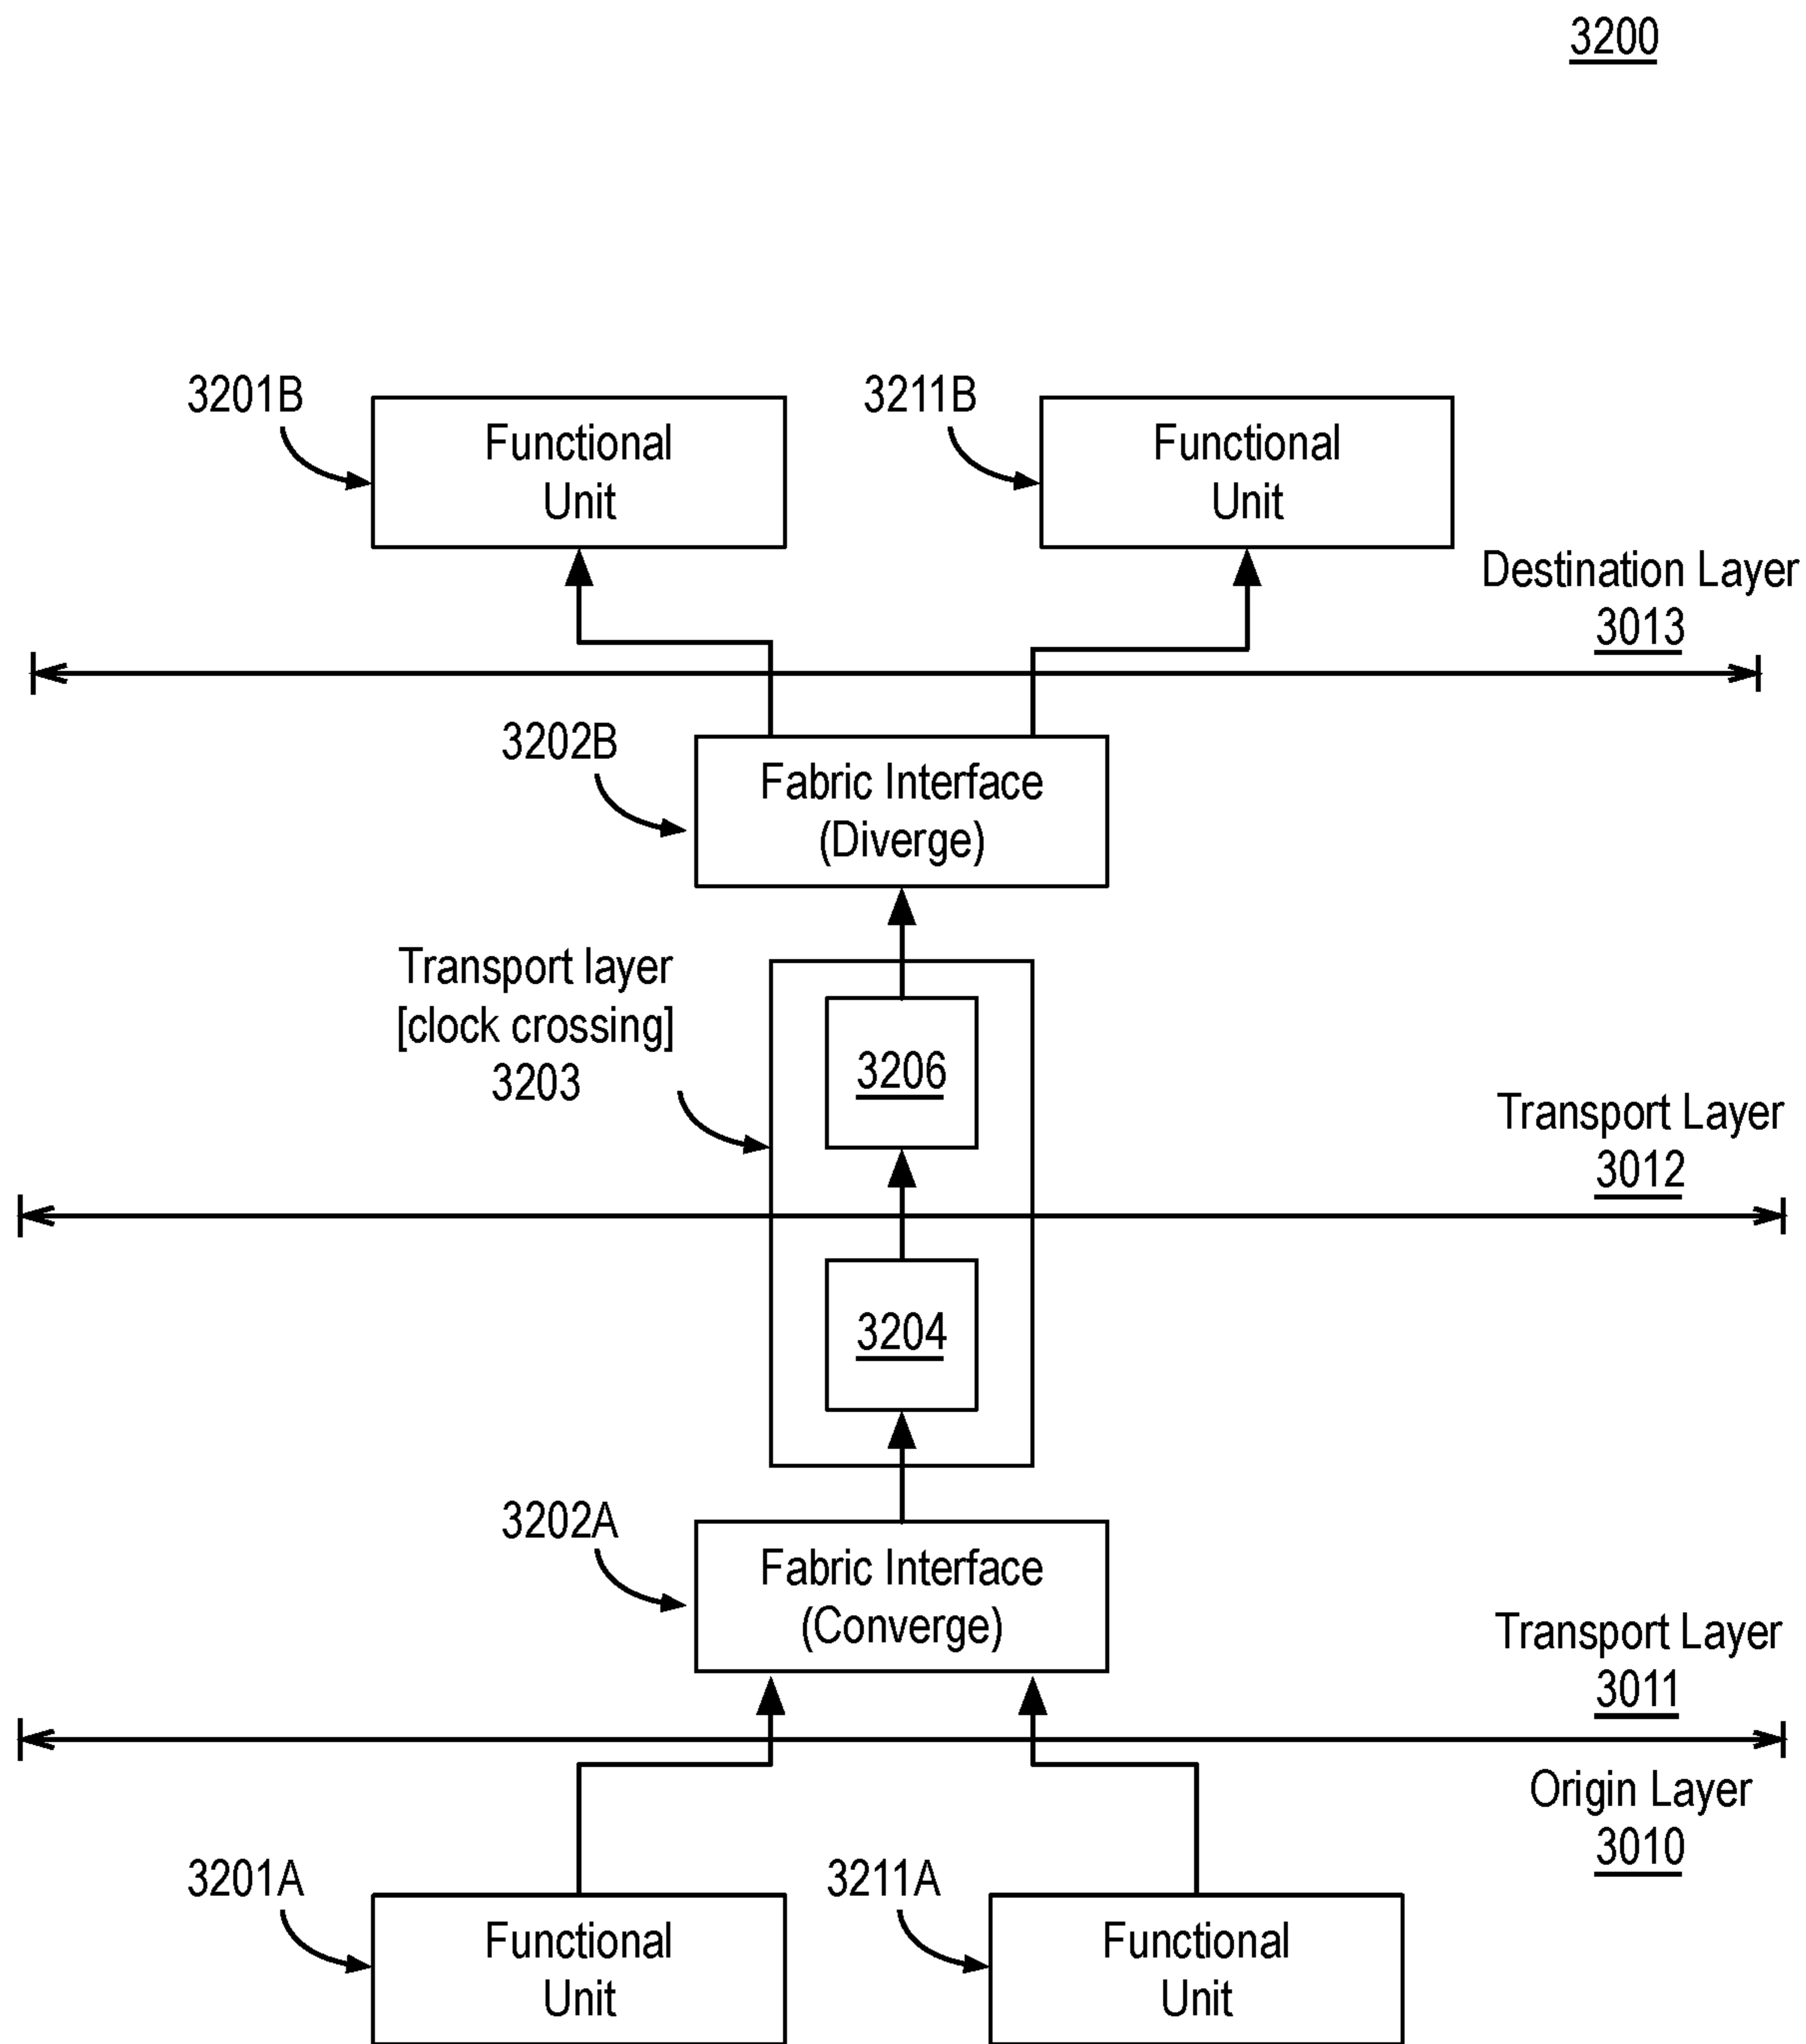 3200
3201B
3211B
Functional
Unit
Functional
Unit
Destination Layer
3013
3202B
Fabric Interface
(Diverge)
Transport layer
[clock crossing]
3203
3206
Transport Layer
3012
3204
3202A
Fabric Interface
(Converge)
Transport Layer
3011
Origin Layer
3010
3201A
3211A
Functional
Unit
Functional
Unit